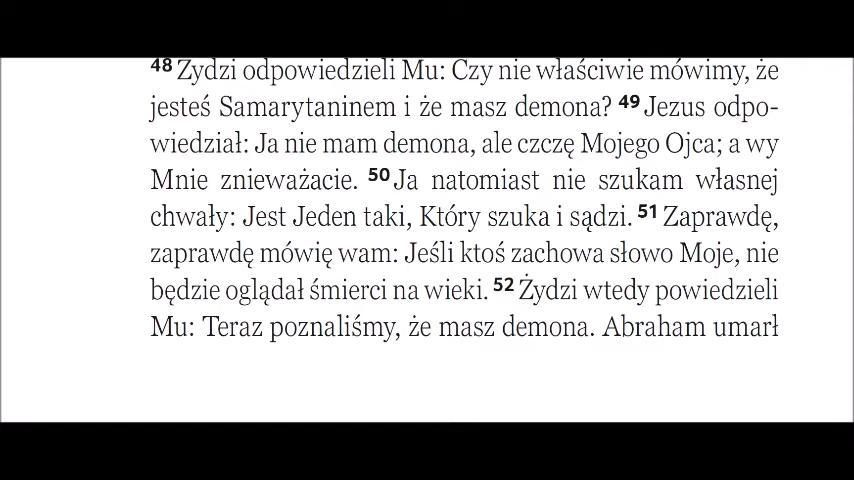 48 Żydzi odpowiedzieli Mu: Czy nie właściwie mówimy, że
jesteś Samarytaninem i że masz demona? 49 Jezus odpo-
wiedział: Ja nie mam demona, ale czczę Mojego Ojca; a wy
Mnie znieważacie. 50 Ja natomiast nie szukam własnej
chwały: Jest Jeden taki, Który szuka i sądzi. 51 Zaprawdę,
zaprawdę mówię wam: Jeśli ktoś zachowa słowo Moje, nie
będzie oglądał śmierci na wieki. 52 Żydzi wtedy powiedzieli
Mu: Teraz poznaliśmy, że masz demona. Abraham umarł